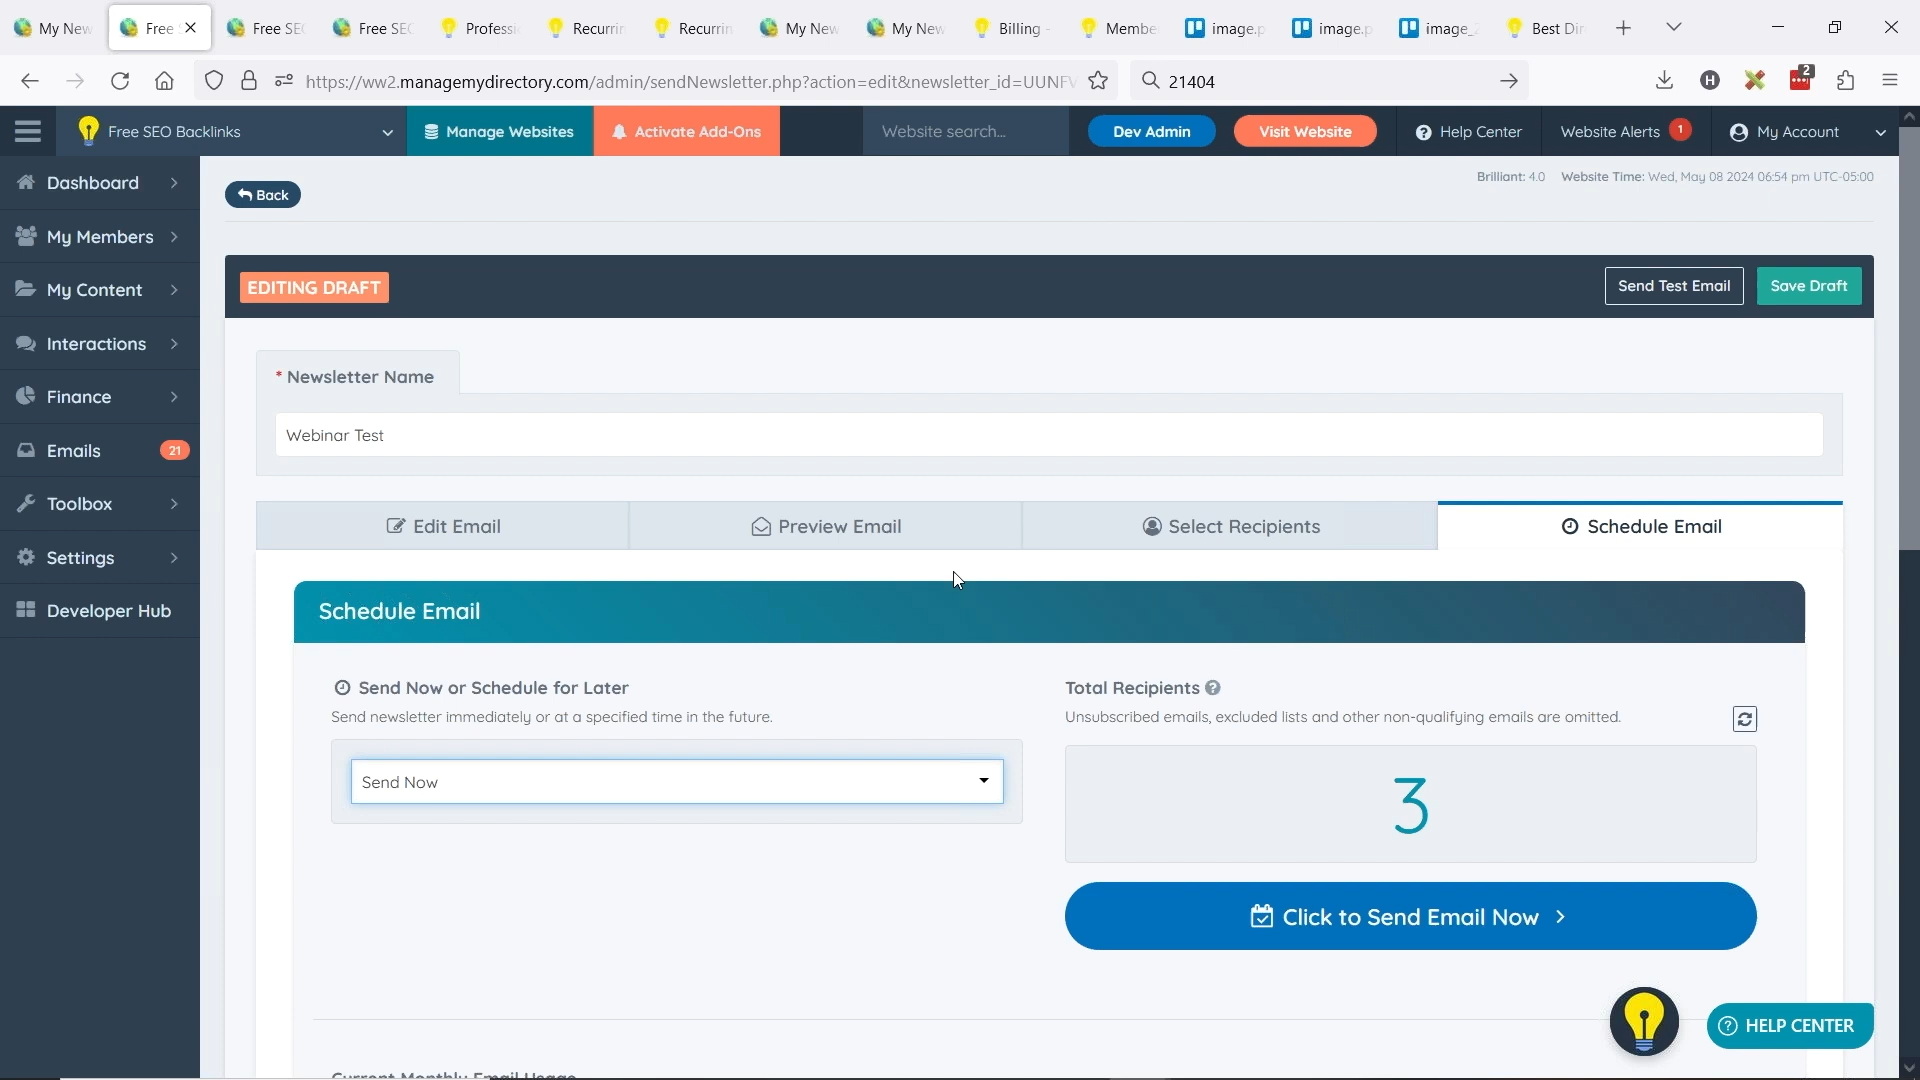 My New
Free
Free SEO
Free SEC
Professi
Recurrin
Recurrin
My New
My New
Billing -
Membe
image.p
image.p
image_2
Best Dir
https://ww2.managemydirectory.com/admin/sendNewsletter.php?action=edit&newsletter_id=UUNFV
21404
H
2
Free SEO Backlinks
Manage Websites
Activate Add-Ons
Website search...
Dev Admin
Visit Website
Help Center
Website Alerts 1
My Account
Dashboard
My Members
My Content
Interactions
Finance
Emails 21
Toolbox
Settings
Developer Hub
Back
Brilliant: 4.0 Website Time: Wed, May 08 2024 06:54 pm UTC-05:00
EDITING DRAFT
Send Test Email
Save Draft
* Newsletter Name
Webinar Test
Edit Email
Preview Email
Select Recipients
Schedule Email
Schedule Email
Send Now or Schedule for Later
Send newsletter immediately or at a specified time in the future.
Send Now
Total Recipients
Unsubscribed emails, excluded lists and other non-qualifying emails are omitted.
3
Click to Send Email Now
HELP CENTER
Current Monthly Email Usage